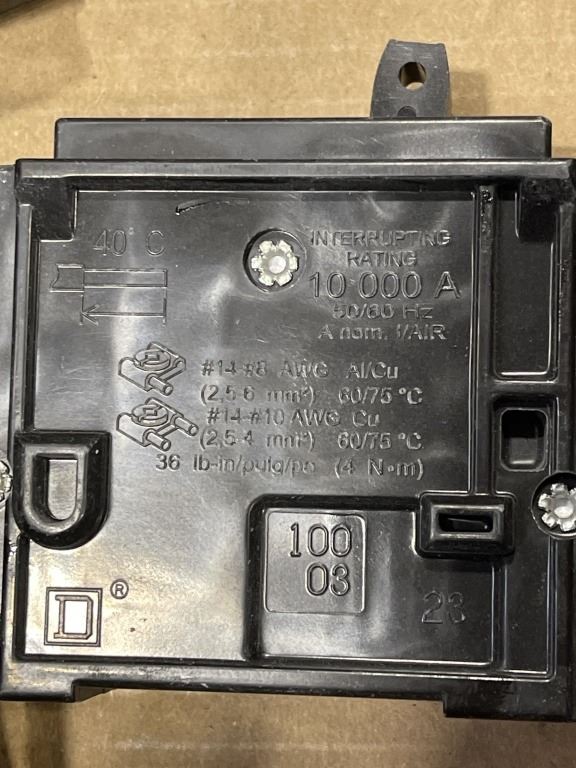 40° C
INTERRUPTING
RATING
10 000 A
50/60 Hz
A nom. I/AIR
#14-#8 AWG Al/Cu
(2,5-6 mm²) 60/75 °C
#14-#10 AWG Cu
(2,5-4 mm²) 60/75 °C
36 lb-in/pulg/po (4 N•m)
100
03
23
D ®